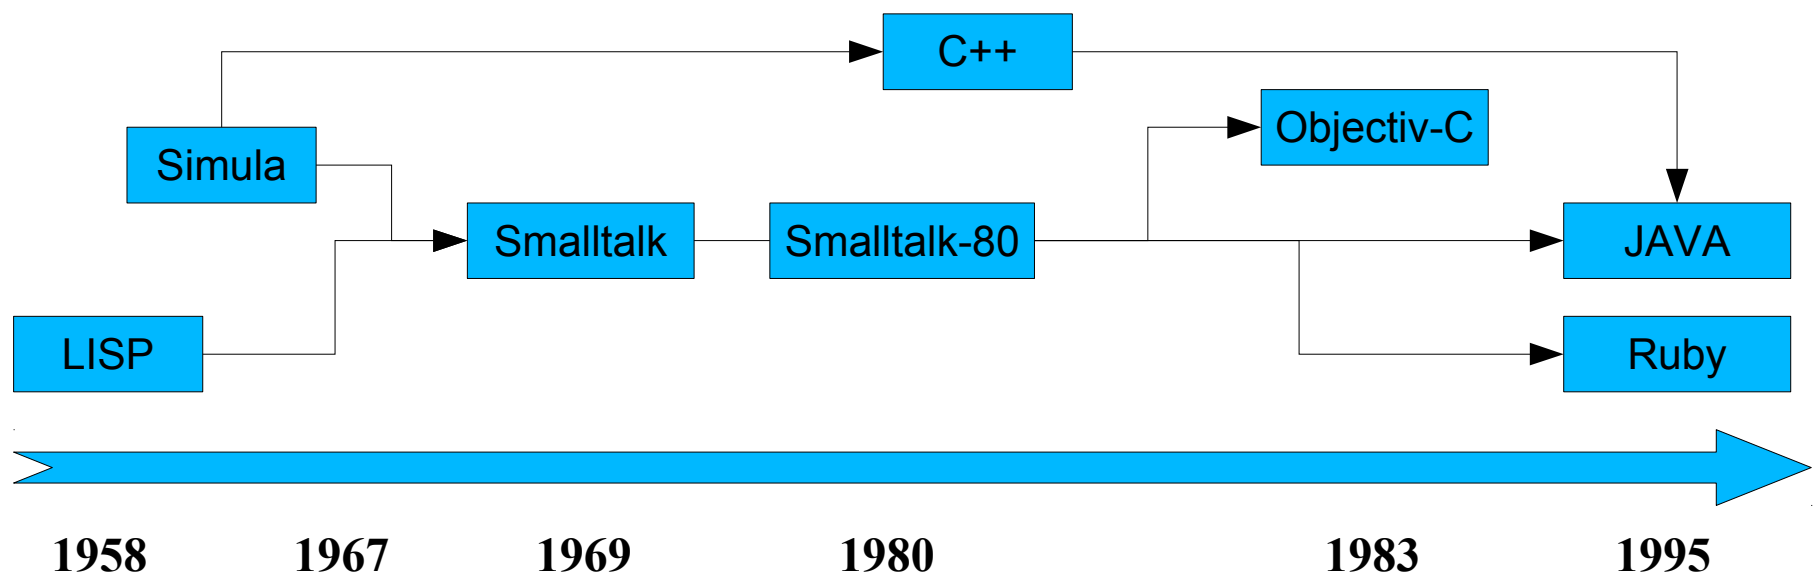 C++
Objectiv-C
Simula
Smalltalk
Smalltalk-80
JAVA
LISP
Ruby
1958 1967 1969 1980 1983 1995